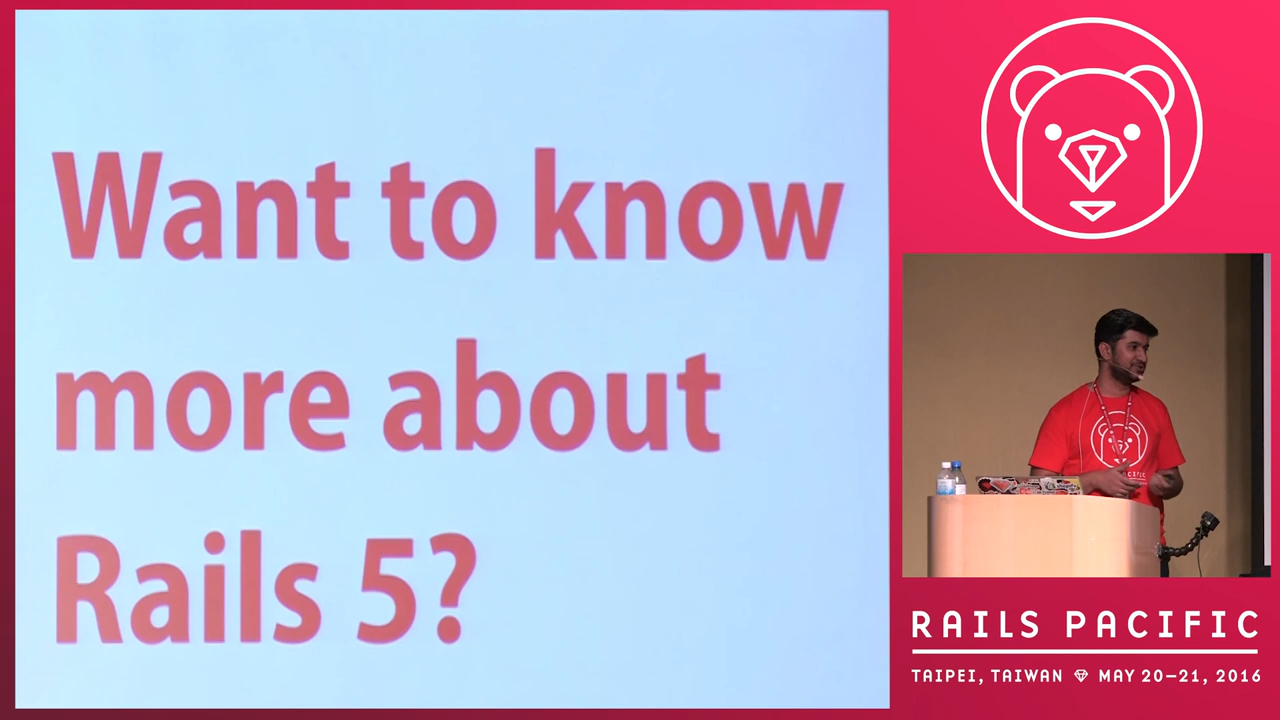 Want to know
more about
Rails 5?
RAILS PACIFIC
TAIPEI, TAIWAN MAY 20–21, 2016